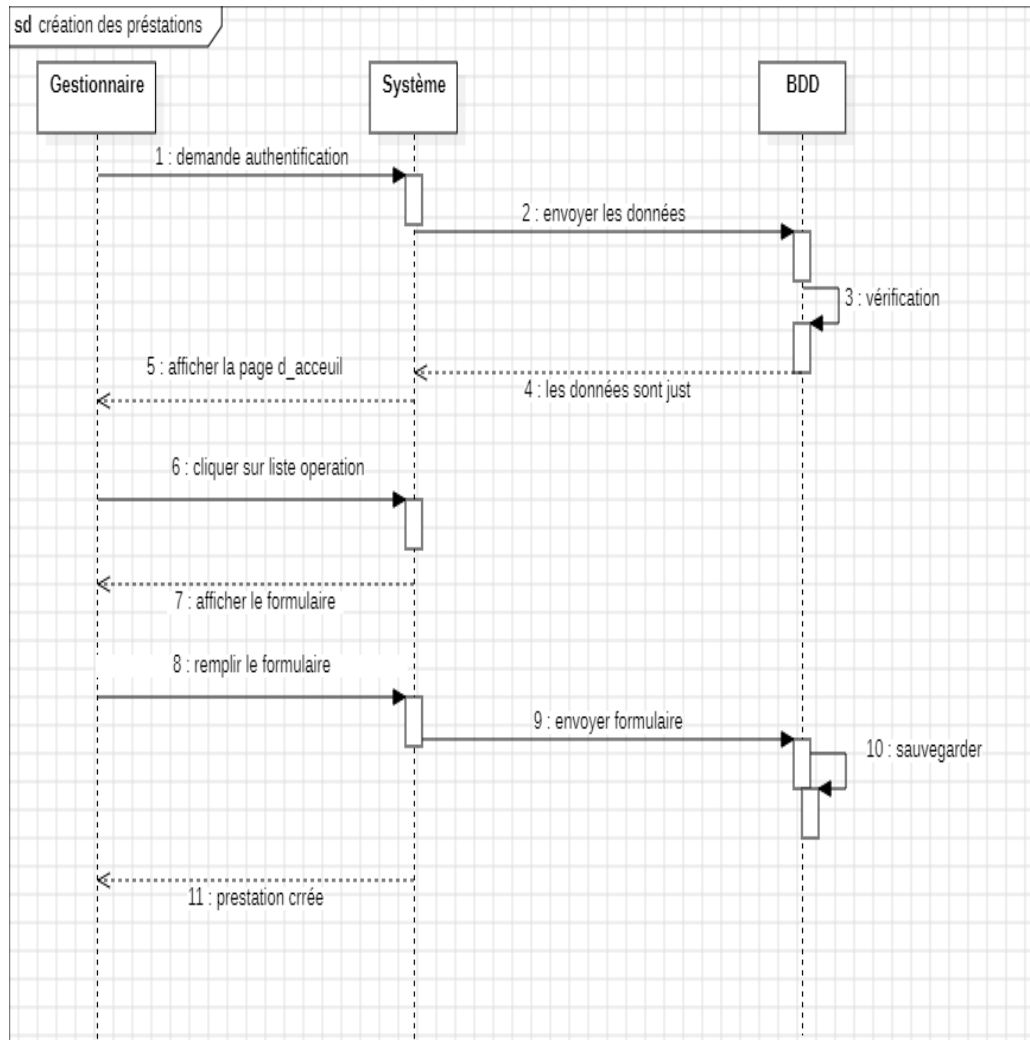 sd création des préstations
Gestionnaire
Système
BDD
1 : demande authentification
2 : envoyer les données
3 : vérification
4 : les données sont just
5 : afficher la page d_acceuil
6 : cliquer sur liste operation
7 : afficher le formulaire
8 : remplir le formulaire
9 : envoyer formulaire
10 : sauvegarder
11 : prestation crrée